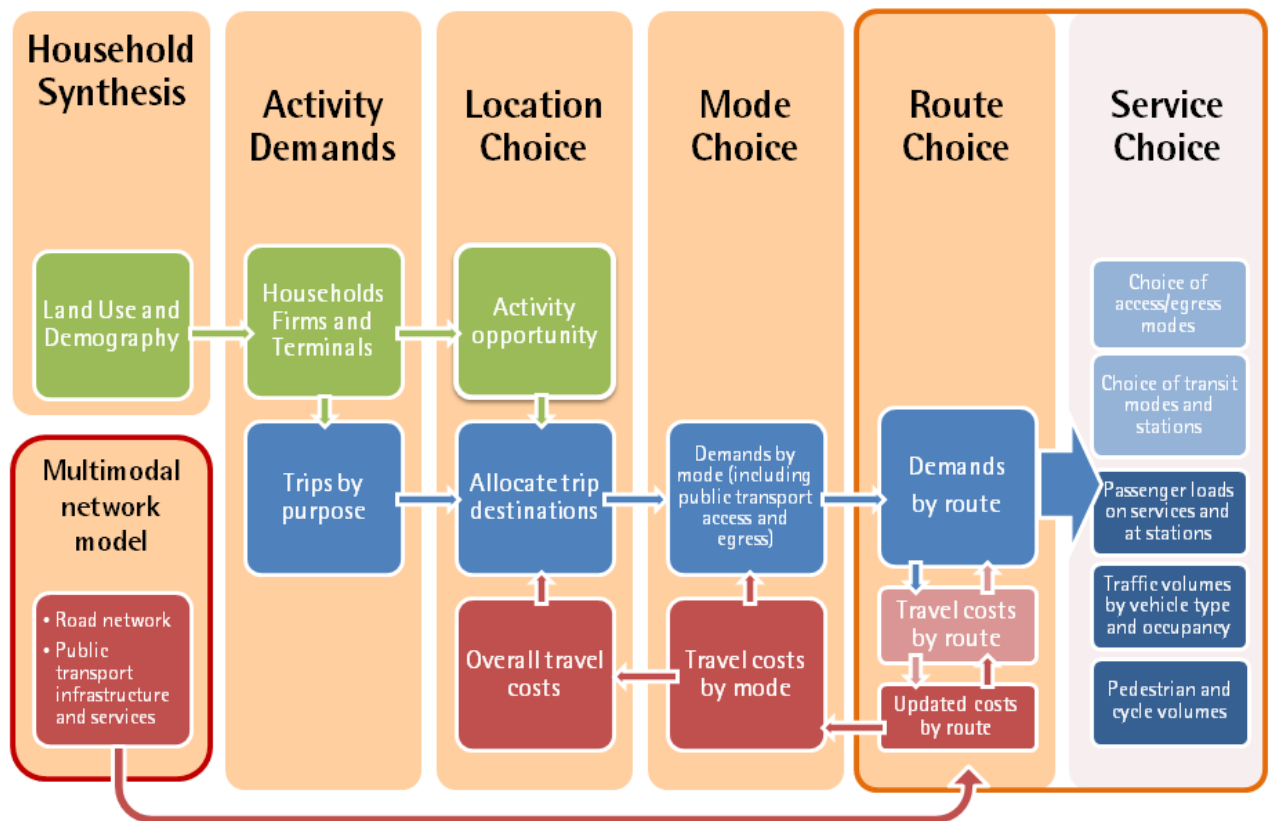 Household
Synthesis
Activity
Demands
Location
Choice
Mode
Choice
Route
Choice
Service
Choice
Land Use and
Demography
Households
Firms and
Terminals
Activity
opportunity
Trips by
purpose
Allocate trip
destinations
Demands by
mode (including
public transport
access and
egress)
Demands
by route
Choice of
access/egress
modes
Choice of transit
modes and
stations
Passenger loads
on services and
at stations
Traffic volumes
by vehicle type
and occupancy
Pedestrian and
cycle volumes
Multimodal
network
model
• Road network
• Public
transport
infrastructure
and services
Overall travel
costs
Travel costs
by mode
Travel costs
by route
Updated costs
by route